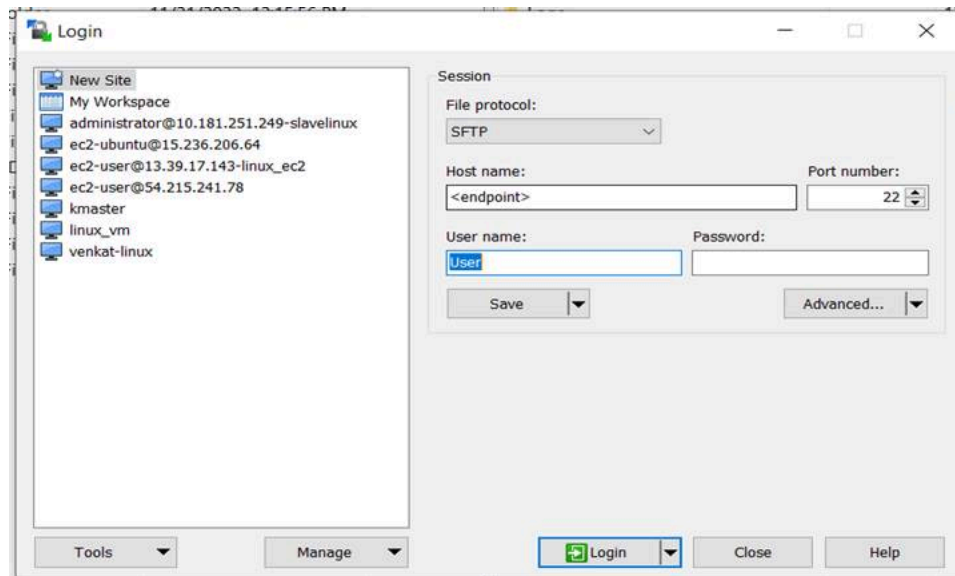 Login
New Site
My Workspace
administrator@10.181.251.249-slavelinux
ec2-ubuntu@15.236.206.64
ec2-user@13.39.17.143-linux_ec2
ec2-user@54.215.241.78
kmaster
linux_vm
venkat-linux
Session
File protocol:
SFTP
Host name: Port number:
<endpoint> 22
User name: Password:
User
Save Advanced...
Tools Manage Login Close Help